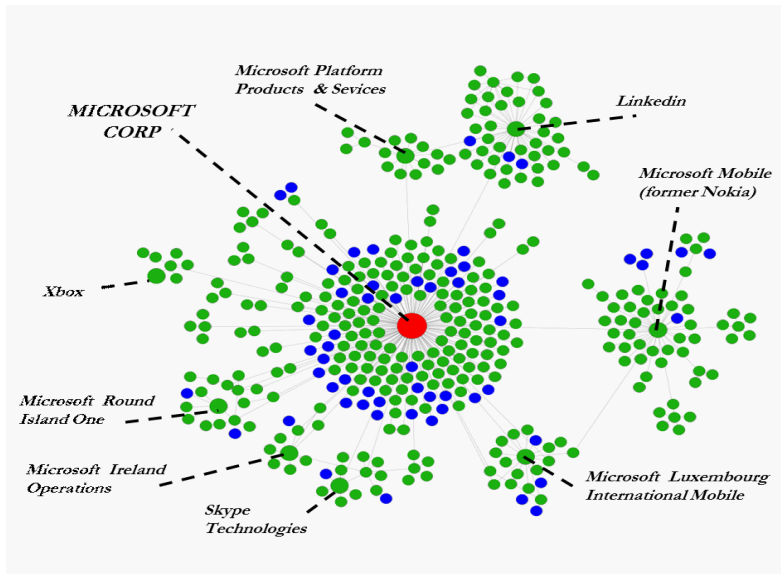 Microsoft Platform
Products & Sevices
MICROSOFT
CORP
Linkedin
Microsoft Mobile
(former Nokia)
Xbox
Microsoft Round
Island One
Microsoft Ireland
Operations
Skype
Technologies
Microsoft Luxembourg
International Mobile